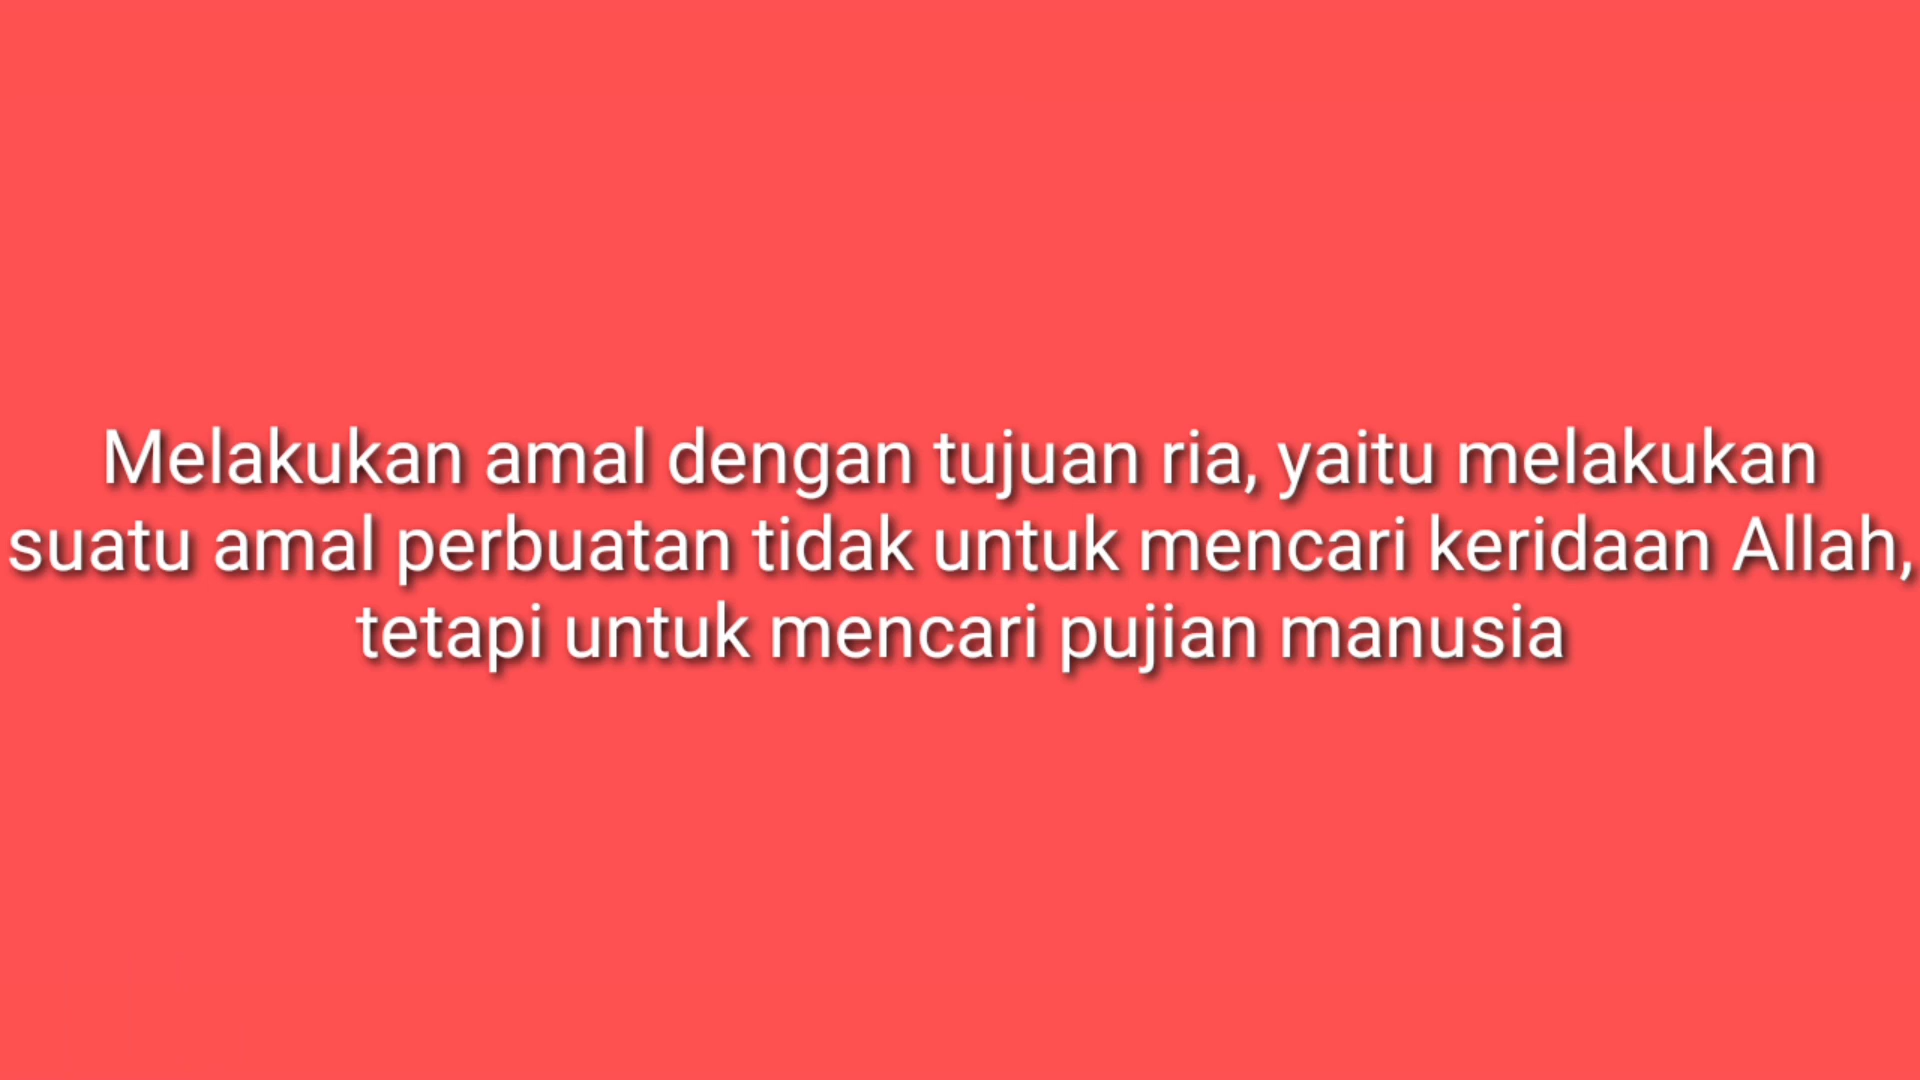 Melakukan amal dengan tujuan ria, yaitu melakukan
suatu amal perbuatan tidak untuk mencari keridaan Allah,
tetapi untuk mencari pujian manusia